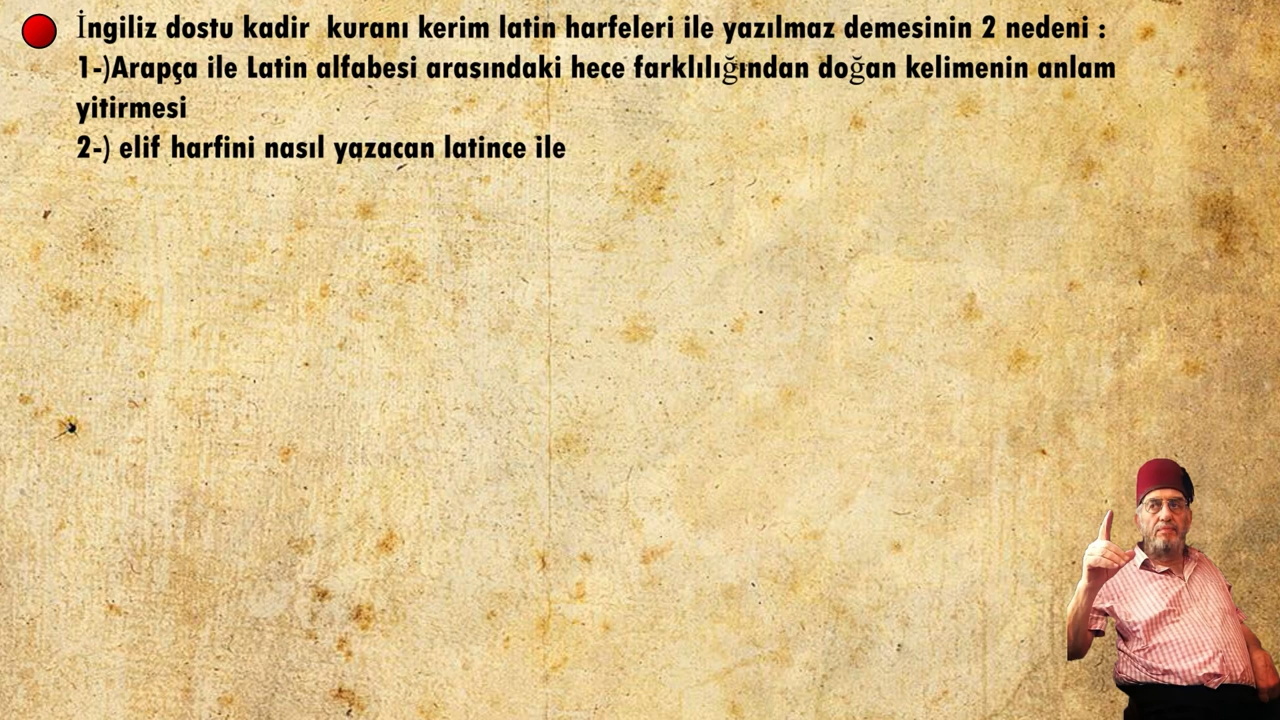 İngiliz dostu kadir  kuranı kerim latin harfeleri ile yazılmaz demesinin 2 nedeni :
1-)Arapça ile Latin alfabesi arasındaki hece farklılığından doğan kelimenin anlam
yitirmesi
2-) elif harfini nasıl yazacan latince ile